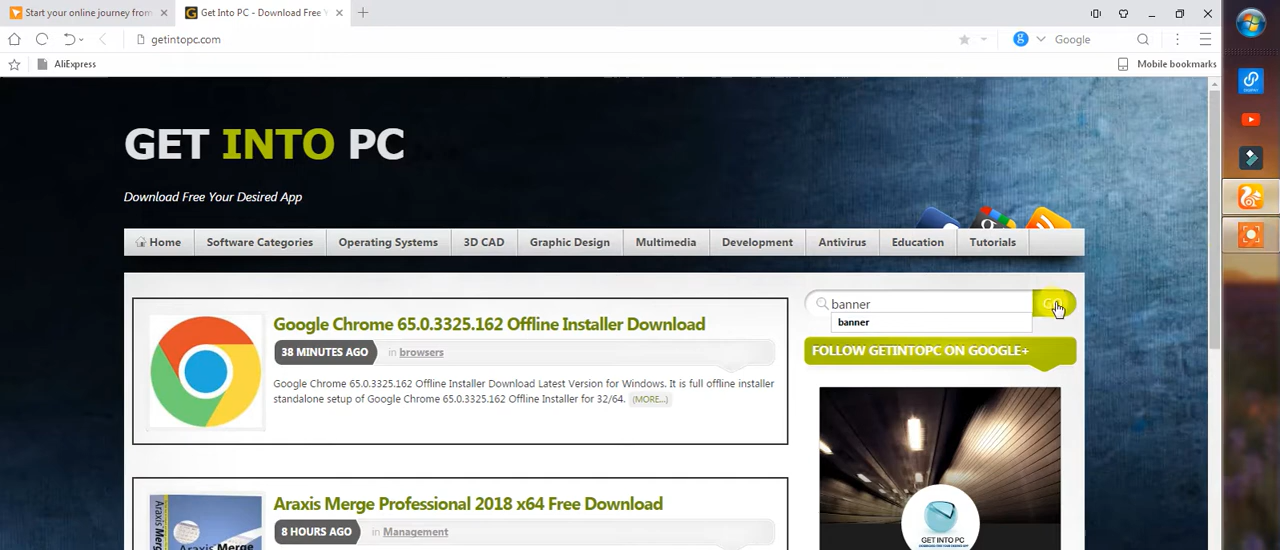 Start your online journey from
Get Into PC - Download Free
getintopc.com
Google
AliExpress
Mobile bookmarks
GET INTO PC
Download Free Your Desired App
Home
Software Categories
Operating Systems
3D CAD
Graphic Design
Multimedia
Development
Antivirus
Education
Tutorials
banner
banner
Google Chrome 65.0.3325.162 Offline Installer Download
38 MINUTES AGO in browsers
Google Chrome 65.0.3325.162 Offline Installer Download Latest Version for Windows. It is full offline installer
standalone setup of Google Chrome 65.0.3325.162 Offline Installer for 32/64. (MORE...)
FOLLOW GETINTOPC ON GOOGLE+
GET INTO PC
Araxis Merge Professional 2018 x64 Free Download
8 HOURS AGO in Management
Araxis Merge